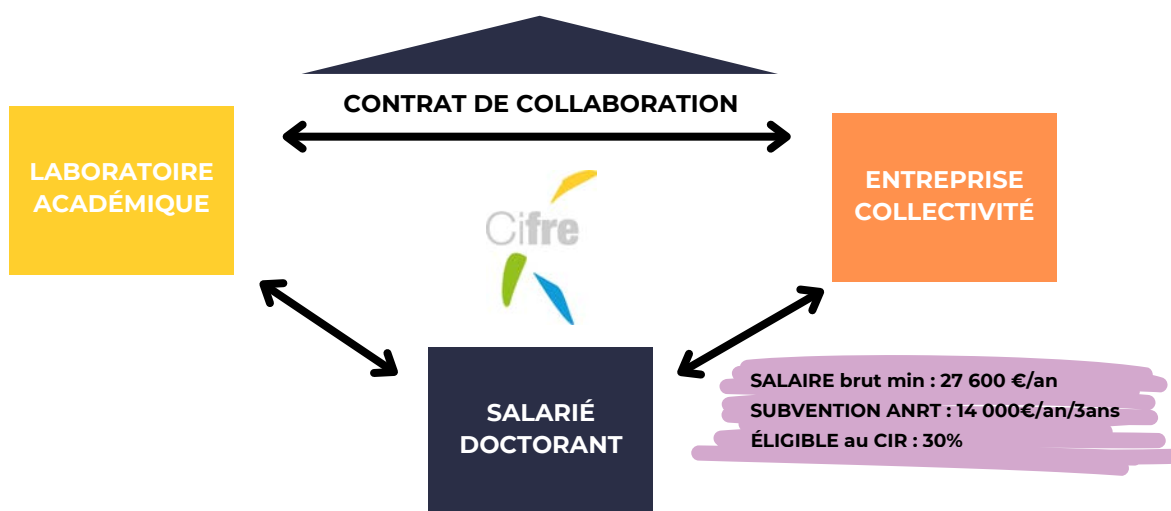 CONTRAT DE COLLABORATION
LABORATOIRE
ACADÉMIQUE
ENTREPRISE
COLLECTIVITÉ
Cifre
SALARIÉ
DOCTORANT
SALAIRE brut min : 27 600 €/an
SUBVENTION ANRT : 14 000€/an/3ans
ÉLIGIBLE au CIR : 30%